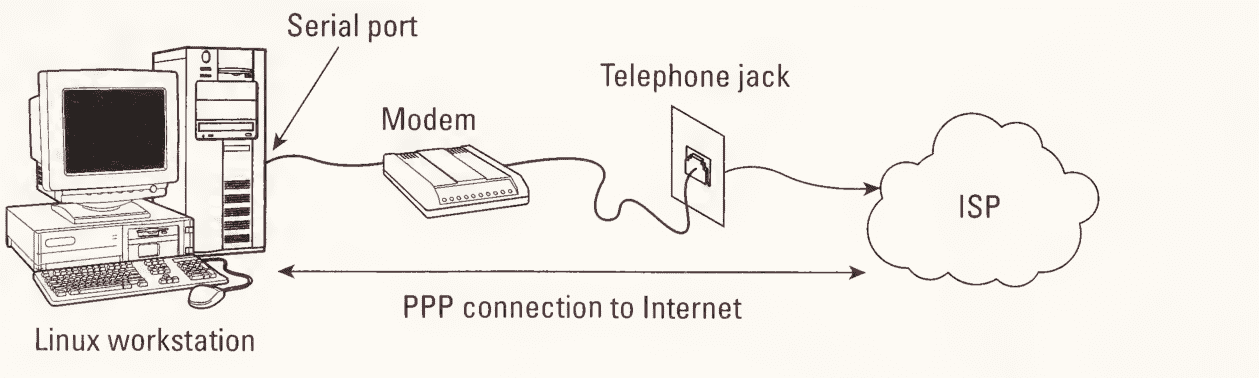 Serial port
Telephone jack
Modem
ISP
PPP connection to Internet
Linux workstation